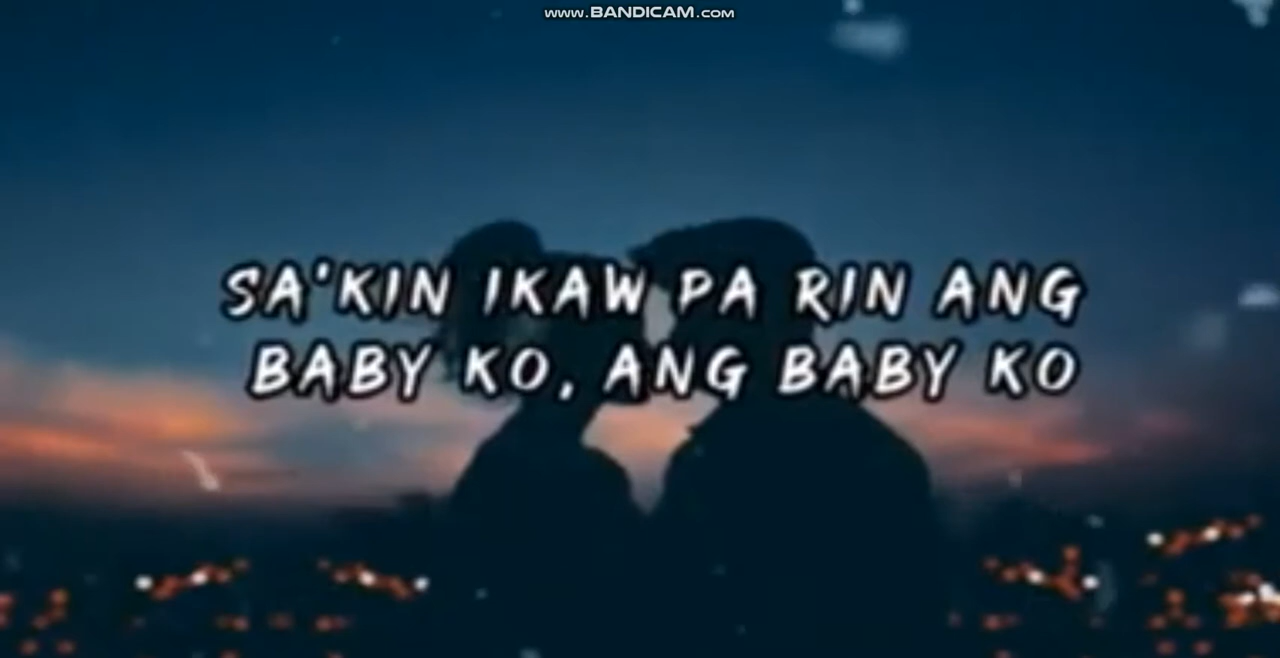 www.BANDICAM.com
SA'KIN IKAW PA RIN ANG
BABY KO, ANG BABY KO